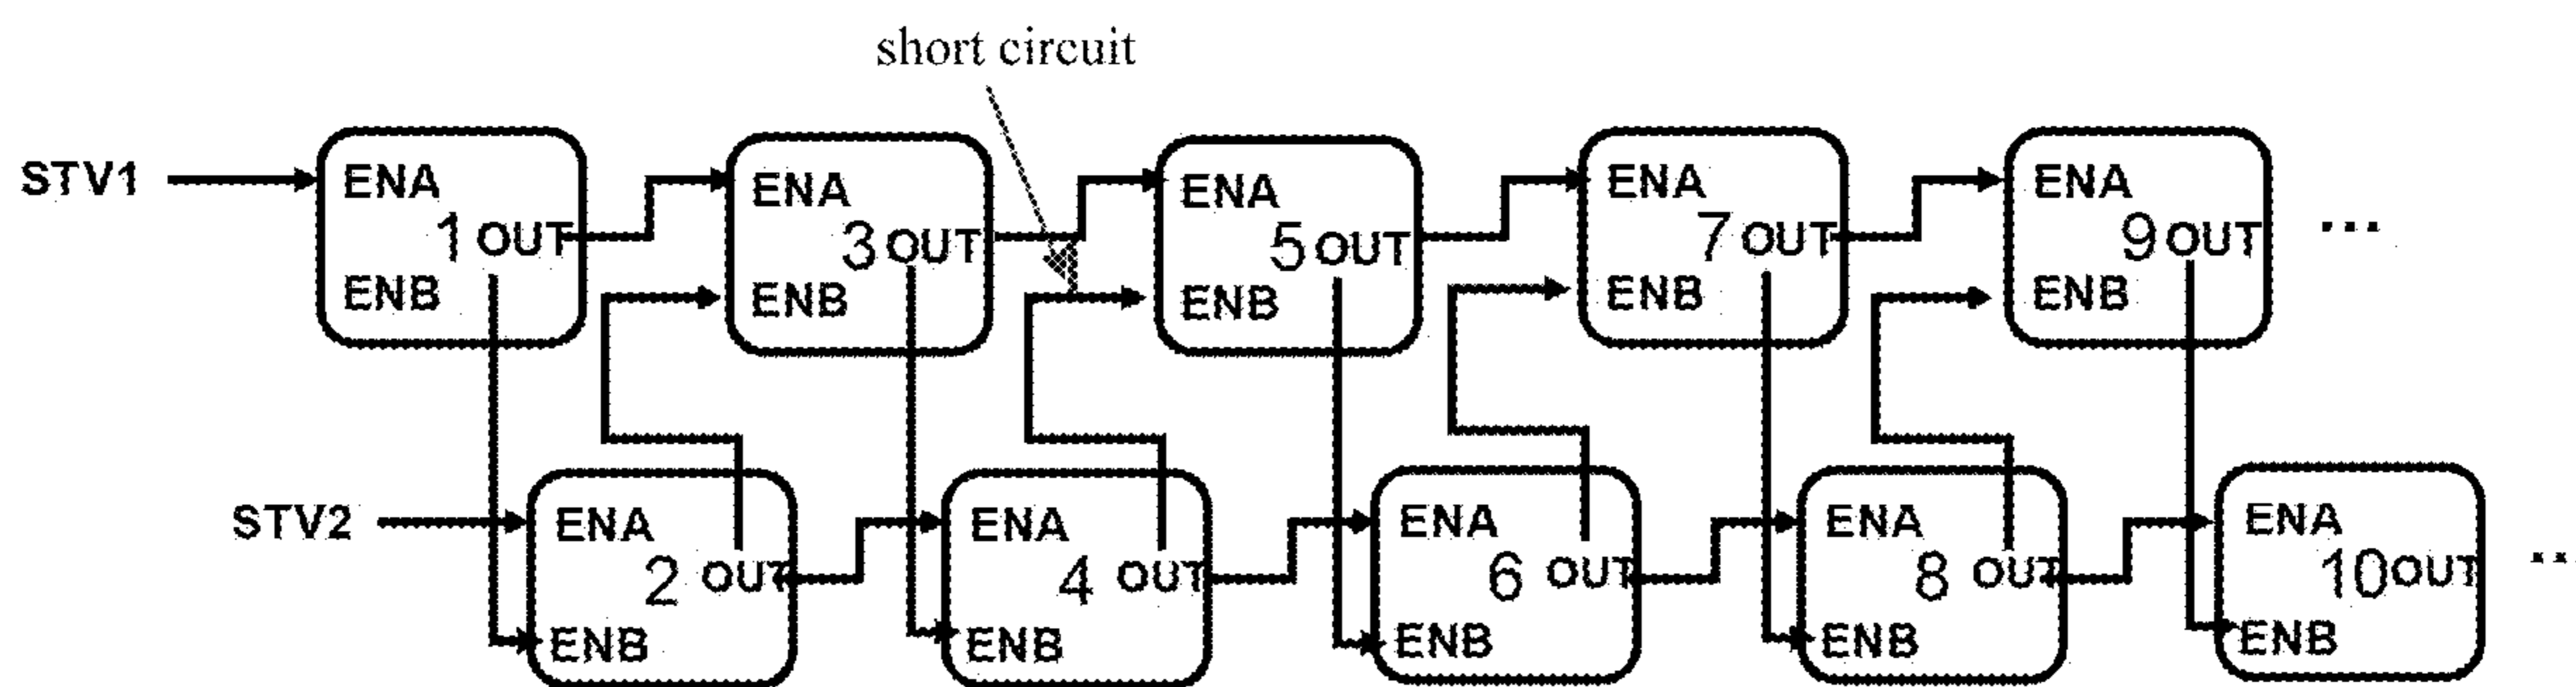 short circuit
STV1
ENA
1 OUT
ENB
ENA
3 OUT
ENB
ENA
5 OUT
ENB
ENA
7 OUT
ENB
ENA
9 OUT
ENB
...
STV2
ENA
2 OUT
ENB
ENA
4 OUT
ENB
ENA
6 OUT
ENB
ENA
8 OUT
ENB
ENA
10 OUT
ENB
..